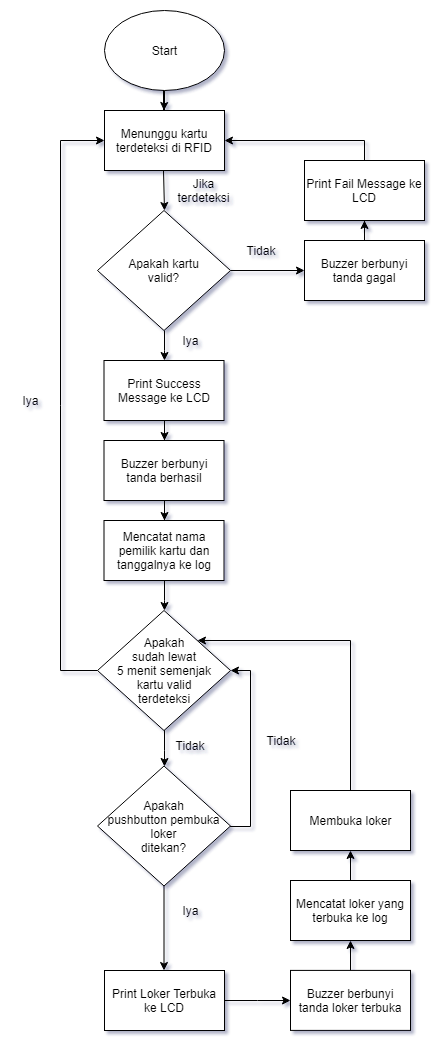 Start
Menunggu kartu
terdeteksi di RFID
Jika
terdeteksi
Print Fail Message ke
LCD
Apakah kartu
valid?
Tidak
Buzzer berbunyi
tanda gagal
Iya
Print Success
Message ke LCD
Iya
Buzzer berbunyi
tanda berhasil
Mencatat nama
pemilik kartu dan
tanggalnya ke log
Apakah
sudah lewat
5 menit semenjak
kartu valid
terdeteksi
Tidak
Tidak
Apakah
pushbutton pembuka
loker
ditekan?
Membuka loker
Iya
Mencatat loker yang
terbuka ke log
Print Loker Terbuka
ke LCD
Buzzer berbunyi
tanda loker terbuka